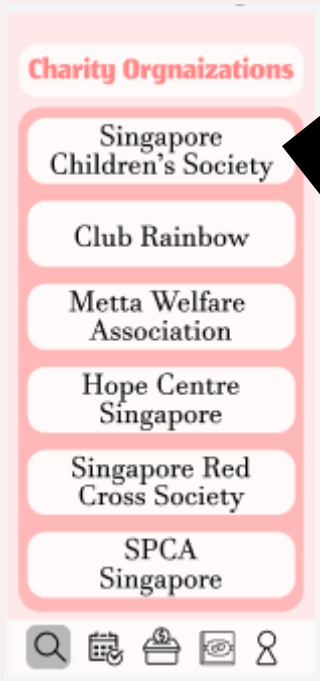 Charity Orgnaizations
Singapore
Children's Society
Club Rainbow
Metta Welfare
Association
Hope Centre
Singapore
Singapore Red
Cross Society
SPCA
Singapore